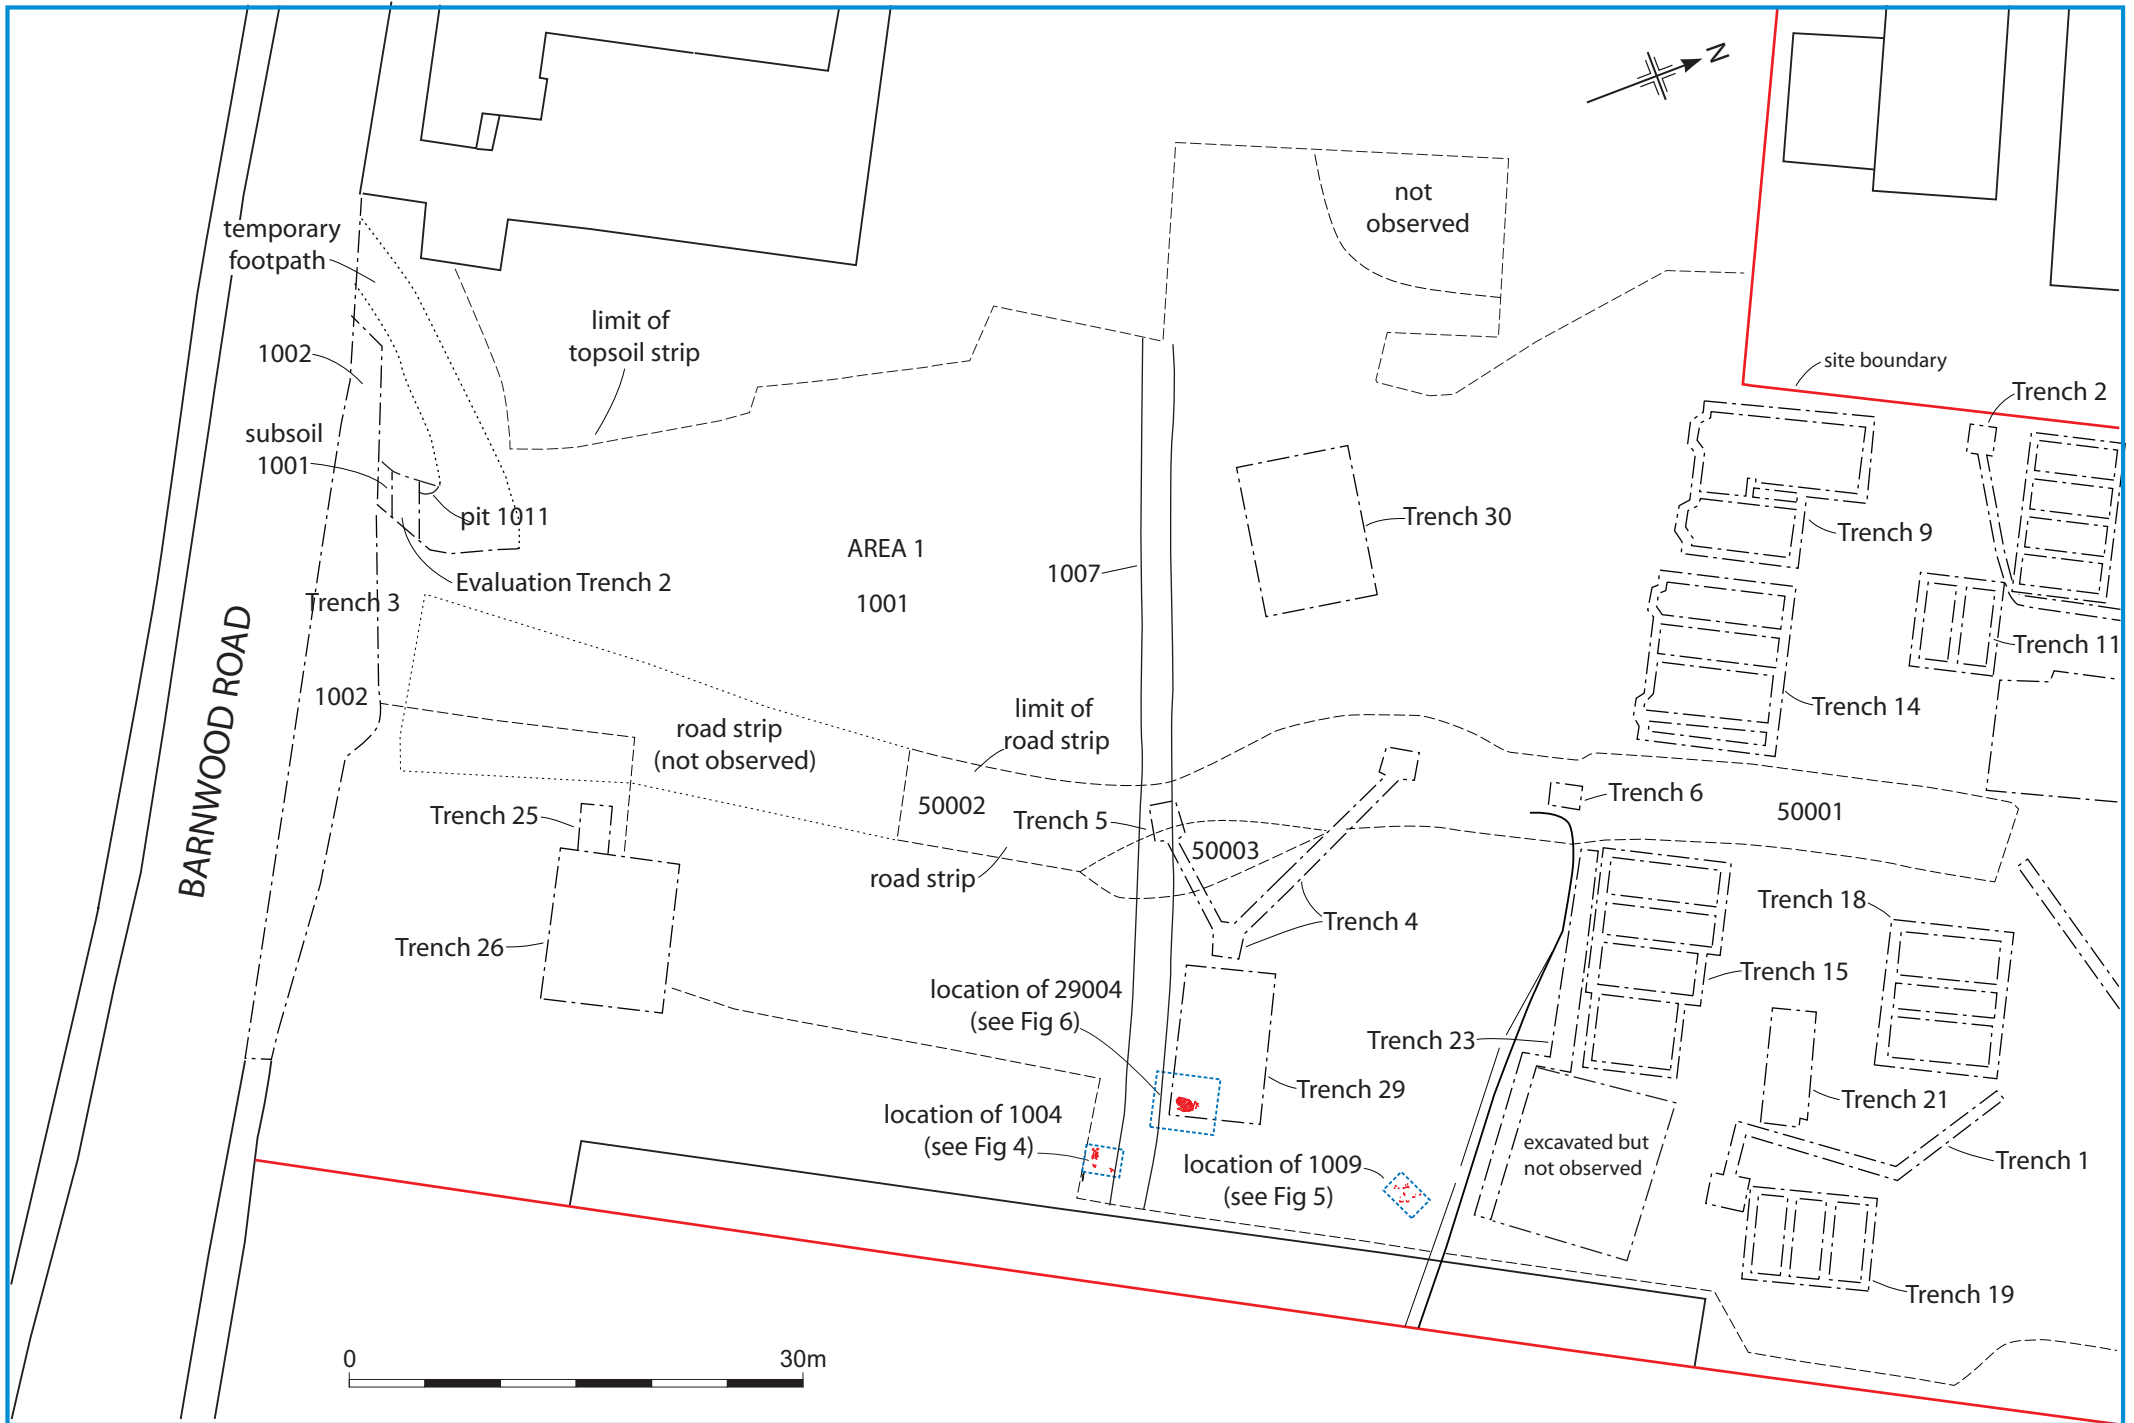 N
not
observed
temporary
footpath
limit of
topsoil strip
1002
site boundary
Trench 2
subsoil
1001
pit 1011
Trench 30
Trench 9
AREA 1
1007
Evaluation Trench 2
1001
Trench 3
Trench 11
BARNWOOD ROAD
1002
road strip
(not observed)
limit of
road strip
Trench 14
Trench 6
50001
50002
Trench 5
Trench 25
50003
road strip
Trench 18
Trench 4
Trench 26
Trench 15
location of 29004
(see Fig 6)
Trench 23
Trench 29
Trench 21
location of 1004
(see Fig 4)
excavated but
not observed
location of 1009
(see Fig 5)
Trench 1
Trench 19
0 30m